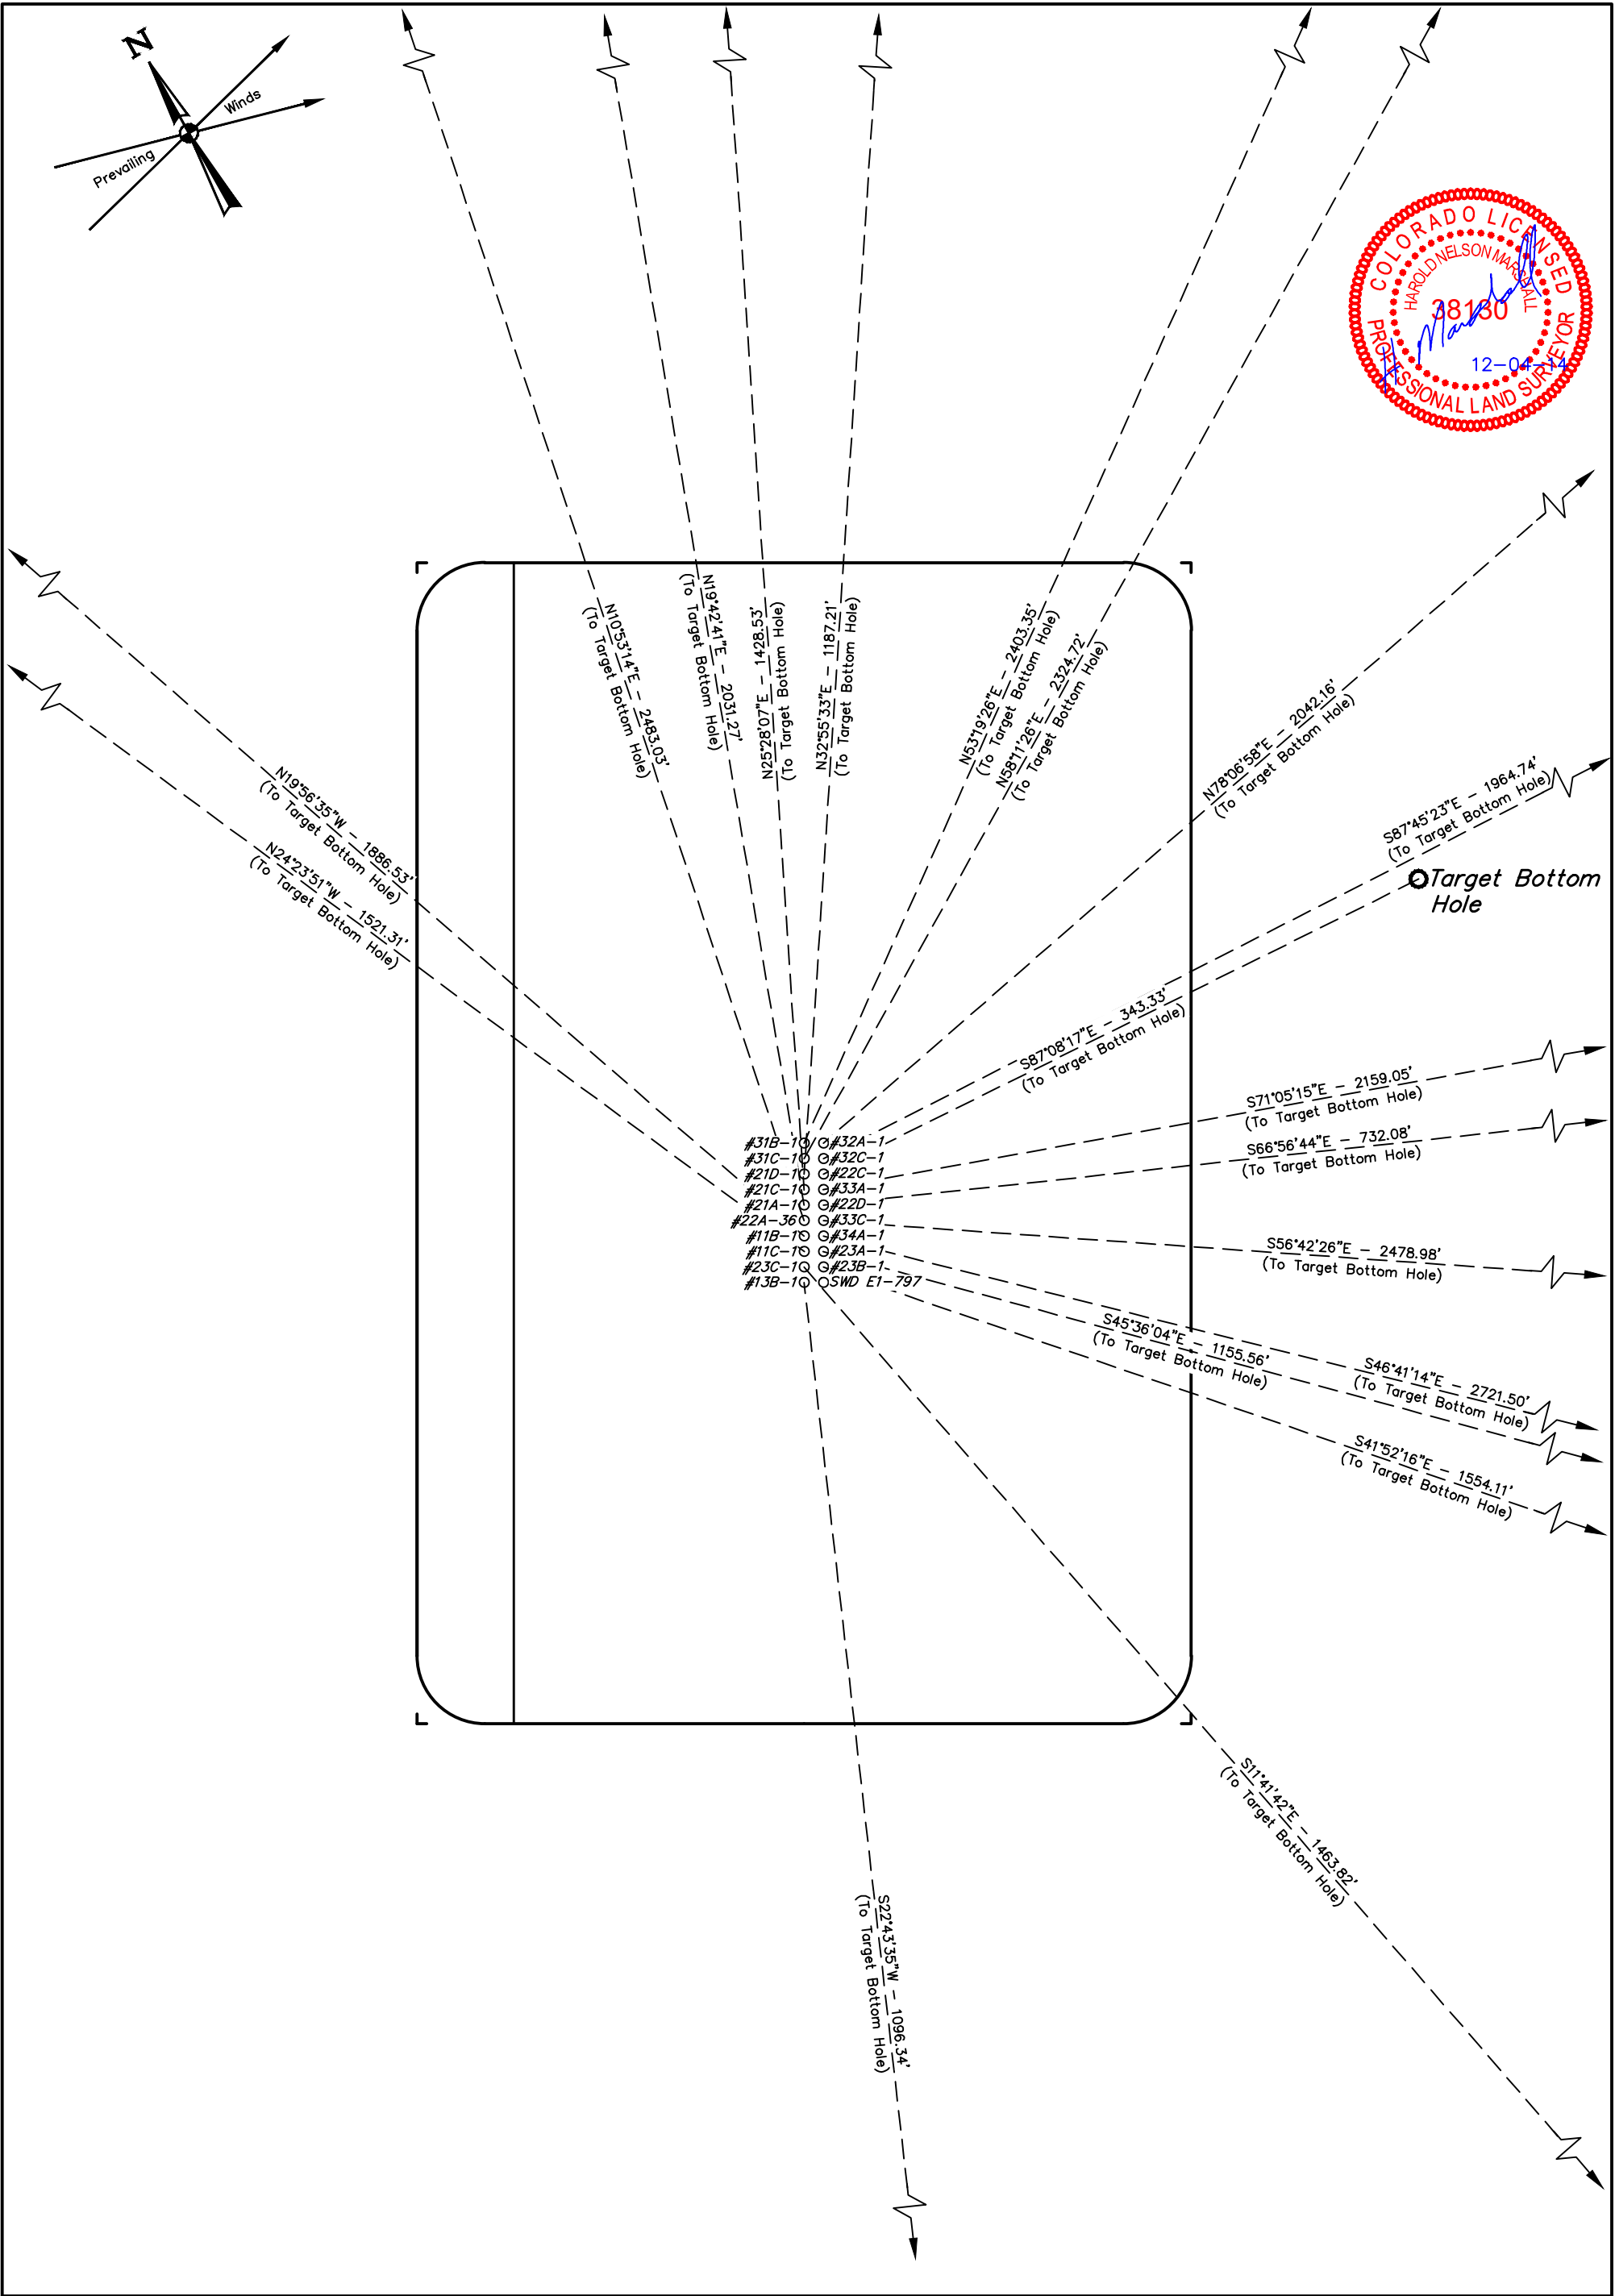 N
Winds
Prevailing
COLORADO LICENSED
HAROLD NELSON MARSHALL
38130
12-04-14
PROFESSIONAL LAND SURVEYOR
N10°53'14"E - 2483.03'
(To Target Bottom Hole)
N19°42'41"E - 2031.27'
(To Target Bottom Hole)
N25°28'07"E - 1428.53'
(To Target Bottom Hole)
N32°55'33"E - 1187.21'
(To Target Bottom Hole)
N53°19'26"E - 2403.35'
(To Target Bottom Hole)
N58°11'26"E - 2324.72'
(To Target Bottom Hole)
N78°06'58"E - 2042.16'
(To Target Bottom Hole)
S87°45'23"E - 1964.74'
(To Target Bottom Hole)
Target Bottom
Hole
N19°56'35"W - 1886.53'
(To Target Bottom Hole)
N24°23'51"W - 1521.31'
(To Target Bottom Hole)
S87°08'17"E - 343.33'
(To Target Bottom Hole)
S71°05'15"E - 2159.05'
(To Target Bottom Hole)
S66°56'44"E - 732.08'
(To Target Bottom Hole)
#31B-1 #32A-1
#31C-1 #32C-1
#21D-1 #22C-1
#21C-1 #33A-1
#21A-1 #22D-1
#22A-36 #33C-1
#11B-1 #34A-1
#11C-1 #23A-1
#23C-1 #23B-1
#13B-1 SWD E1-797
S56°42'26"E - 2478.98'
(To Target Bottom Hole)
S45°36'04"E - 1155.56'
(To Target Bottom Hole)
S46°41'14"E - 2721.50'
(To Target Bottom Hole)
S41°52'16"E - 1554.11'
(To Target Bottom Hole)
S11°41'42"E - 1463.82'
(To Target Bottom Hole)
S22°43'35"W - 1096.34'
(To Target Bottom Hole)